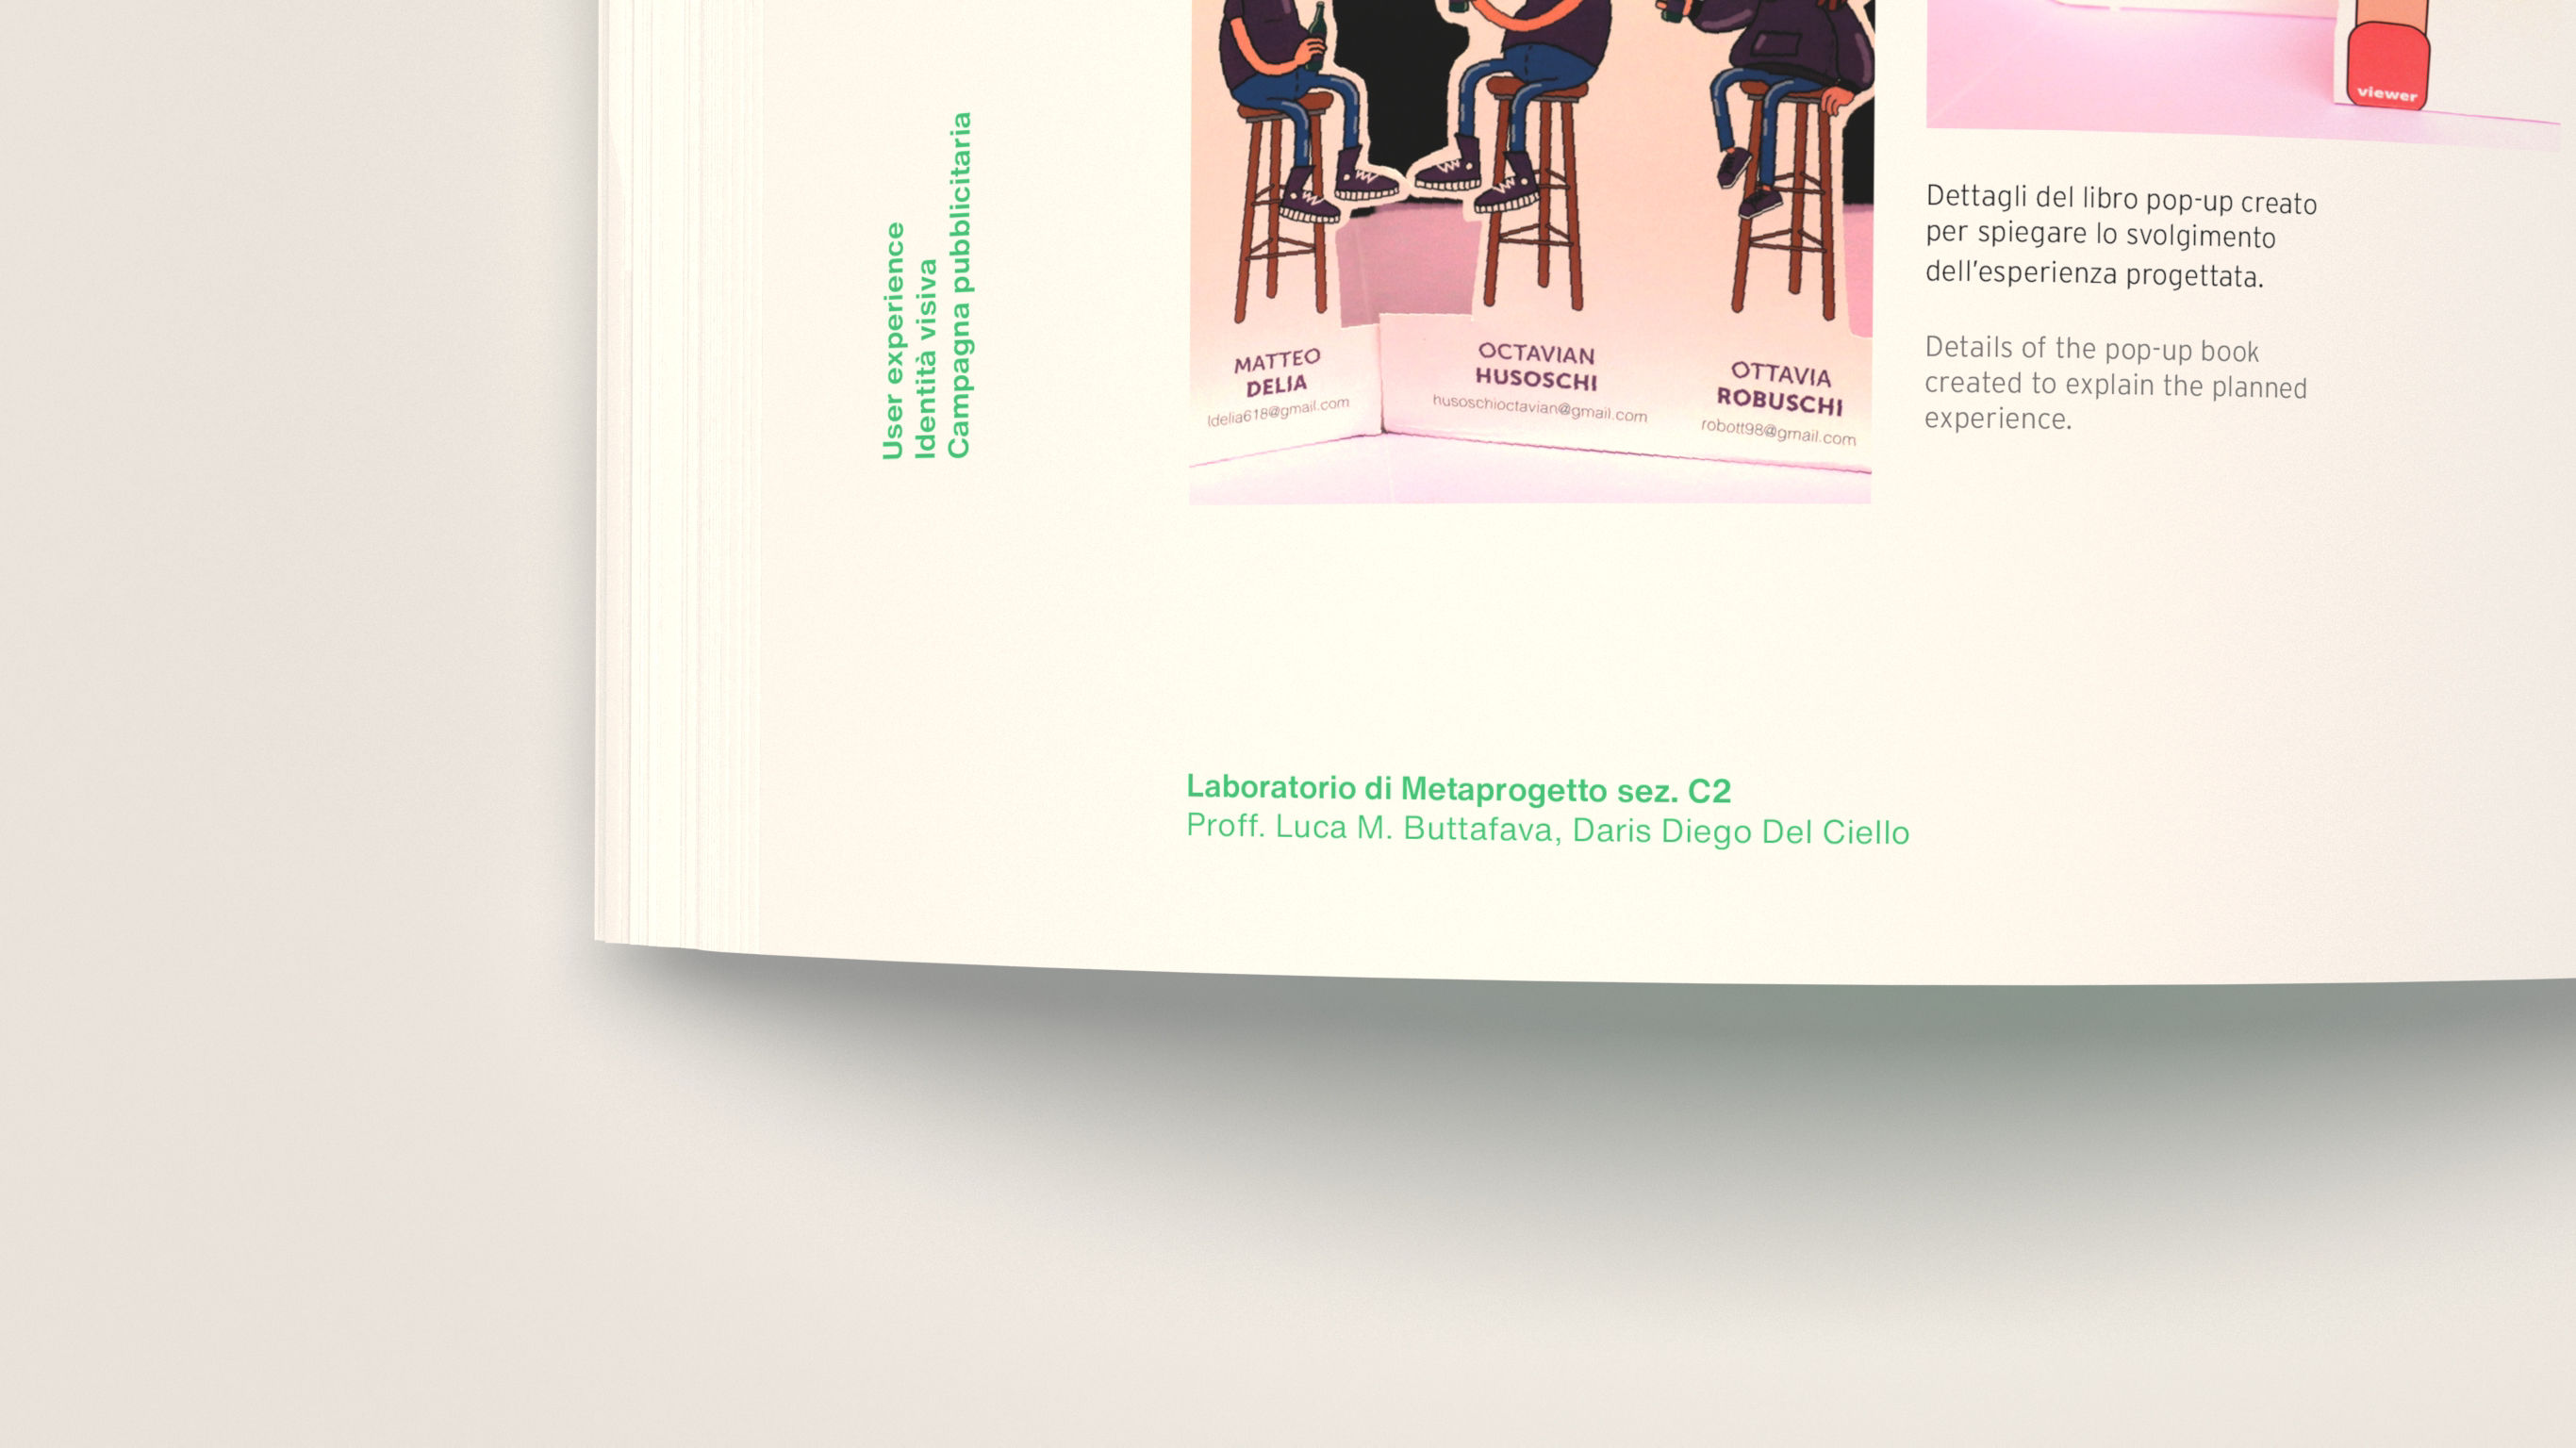 User experience
Identità visiva
Campagna pubblicitaria
MATTEO
DELIA
ldelia618@gmail.com
OCTAVIAN
HUSOSCHI
husoschioctavian@gmail.com
OTTAVIA
ROBUSCHI
robott98@gmail.com
viewer
Dettagli del libro pop-up creato
per spiegare lo svolgimento
dell'esperienza progettata.
Details of the pop-up book
created to explain the planned
experience.
Laboratorio di Metaprogetto sez. C2
Proff. Luca M. Buttafava, Daris Diego Del Ciello